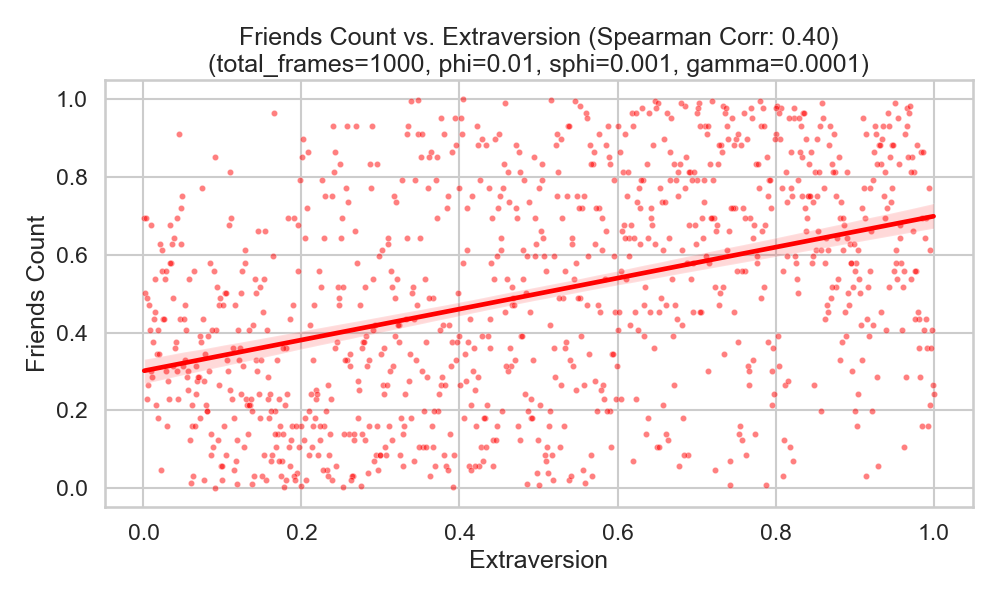 Friends Count vs. Extraversion (Spearman Corr: 0.40)
(total_frames=1000, phi=0.01, sphi=0.001, gamma=0.0001)
1.0
0.8
0.6
0.4
0.2
0.0
Friends Count
0.0 0.2 0.4 0.6 0.8 1.0
Extraversion